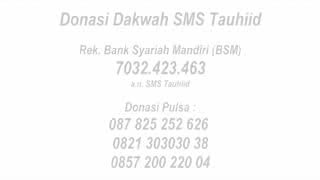 Donasi Dakwah SMS Tauhiid
Rek. Bank Syariah Mandiri (BSM)
7032.423.463
a.n. SMS Tauhiid
Donasi Pulsa :
087 825 252 626
0821 303030 38
0857 200 220 04